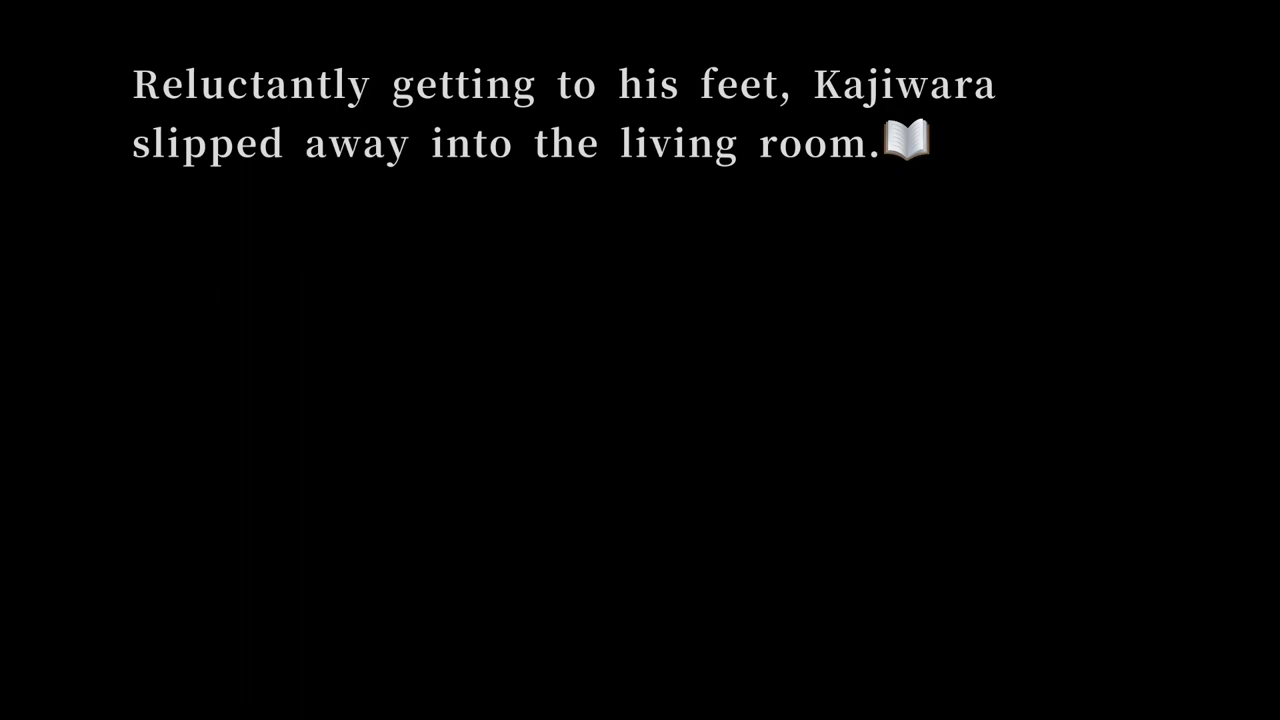 Reluctantly getting to his feet, Kajiwara
slipped away into the living room.